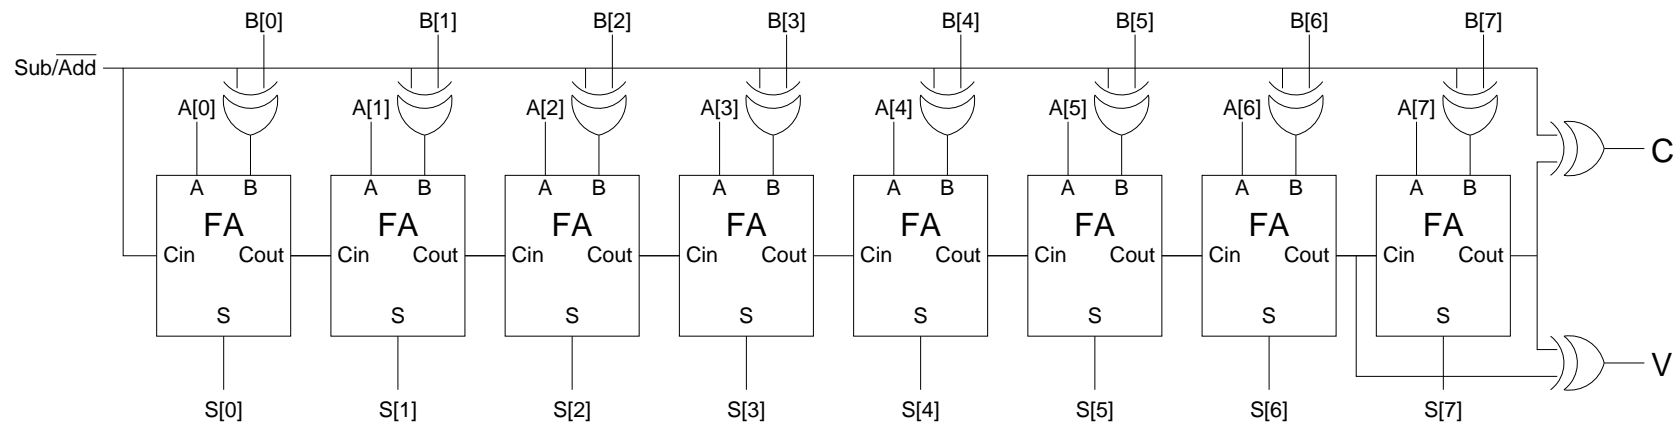 B[0] B[1] B[2] B[3] B[4] B[5] B[6] B[7]
Sub/A̅d̅d̅
A[0] A[1] A[2] A[3] A[4] A[5] A[6] A[7]
C
A B A B A B A B A B A B A B A B
FA FA FA FA FA FA FA FA
Cin Cout Cin Cout Cin Cout Cin Cout Cin Cout Cin Cout Cin Cout Cin Cout
S S S S S S S S
V
S[0] S[1] S[2] S[3] S[4] S[5] S[6] S[7]